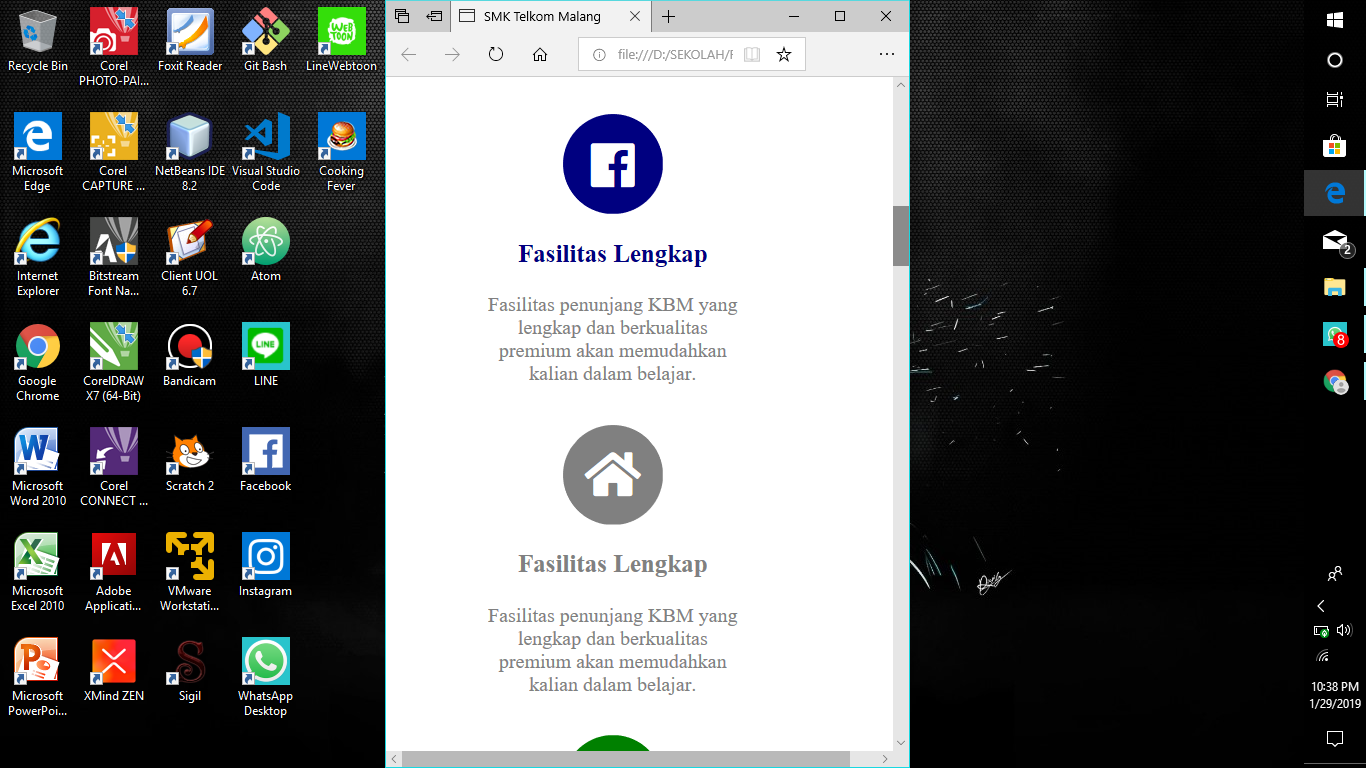 Recycle Bin
Corel
PHOTO-PAI...
Foxit Reader
Git Bash
LineWebtoon
WEB
TOON
Microsoft
Edge
Corel
CAPTURE ...
NetBeans IDE
8.2
Visual Studio
Code
Cooking
Fever
Internet
Explorer
Bitstream
Font Na...
Client UOL
6.7
Atom
Google
Chrome
CorelDRAW
X7 (64-Bit)
Bandicam
LINE
LINE
Microsoft
Word 2010
Corel
CONNECT ...
Scratch 2
Facebook
Microsoft
Excel 2010
Adobe
Applicati...
VMware
Workstati...
Instagram
Microsoft
PowerPoi...
XMind ZEN
Sigil
WhatsApp
Desktop
SMK Telkom Malang
file:///D:/SEKOLAH/F
Fasilitas Lengkap
Fasilitas penunjang KBM yang
lengkap dan berkualitas
premium akan memudahkan
kalian dalam belajar.
Fasilitas Lengkap
Fasilitas penunjang KBM yang
lengkap dan berkualitas
premium akan memudahkan
kalian dalam belajar.
2
8
10:38 PM
1/29/2019